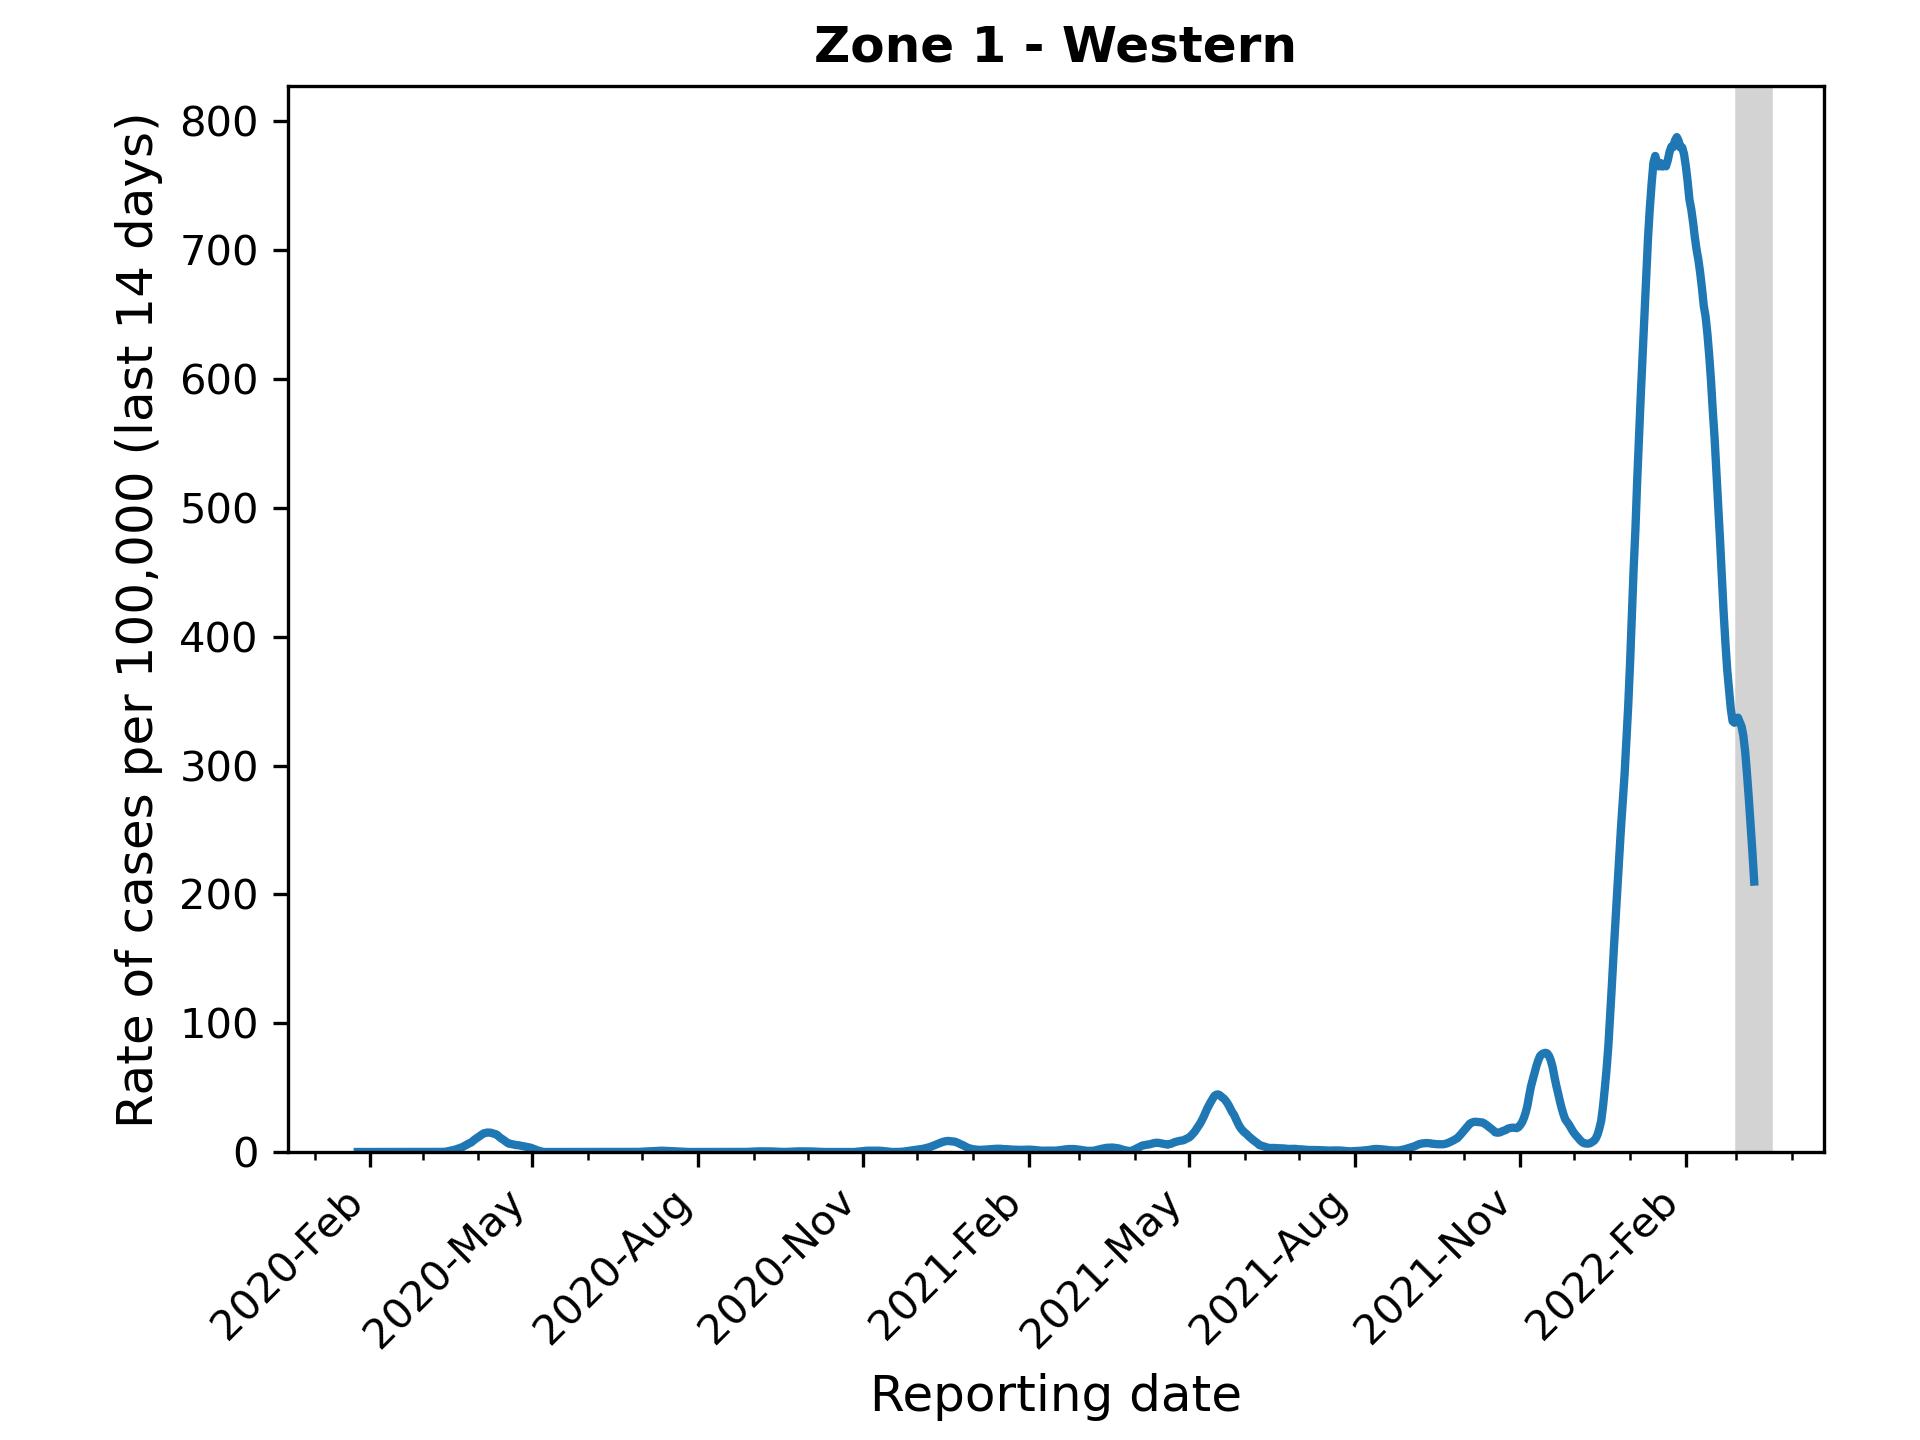 Zone 1 - Western
Rate of cases per 100,000 (last 14 days)
800
700
600
500
400
300
200
100
0
2020-Feb
2020-May
2020-Aug
2020-Nov
2021-Feb
2021-May
2021-Aug
2021-Nov
2022-Feb
Reporting date